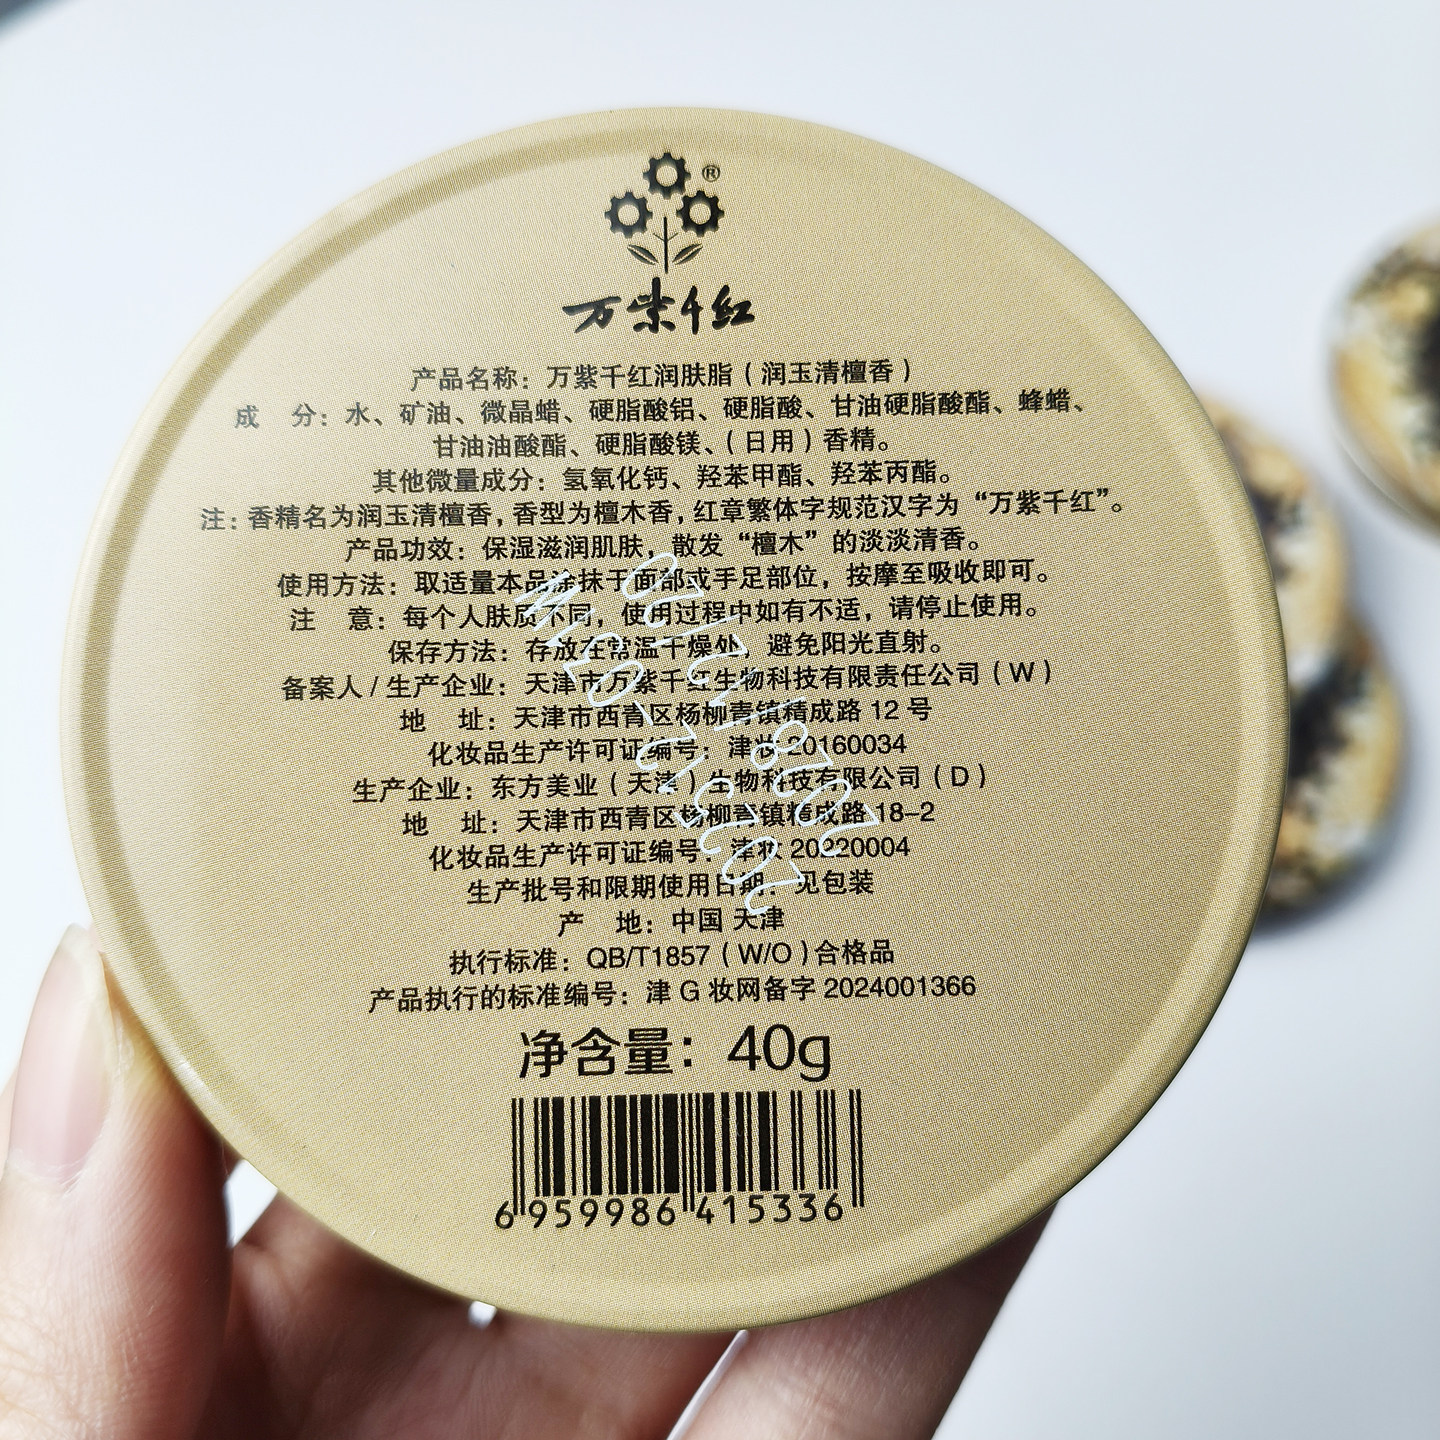 ®
万紫千红
产品名称：万紫千红润肤脂（润玉清檀香）
成 分：水、矿油、微晶蜡、硬脂酸铝、硬脂酸、甘油硬脂酸酯、蜂蜡、
甘油油酸酯、硬脂酸镁、（日用）香精。
其他微量成分：氢氧化钙、羟苯甲酯、羟苯丙酯。
注：香精名为润玉清檀香，香型为檀木香，红章繁体字规范汉字为“万紫千红”。
产品功效：保湿滋润肌肤，散发“檀木”的淡淡清香。
使用方法：取适量本品涂抹于面部或手足部位，按摩至吸收即可。
注 意：每个人肤质不同，使用过程中如有不适，请停止使用。
保存方法：存放在常温干燥处，避免阳光直射。
备案人/生产企业：天津市万紫千红生物科技有限责任公司（W）
地 址：天津市西青区杨柳青镇精成路 12 号
化妆品生产许可证编号：津妆 20160034
生产企业：东方美业（天津）生物科技有限公司（D）
地 址：天津市西青区杨柳青镇精成路 18-2
化妆品生产许可证编号：津妆 20220004
生产批号和限期使用日期：见包装
产 地：中国 天津
执行标准：QB/T1857（W/O）合格品
产品执行的标准编号：津 G 妆网备字 2024001366
净含量：40g
6 959986 415336